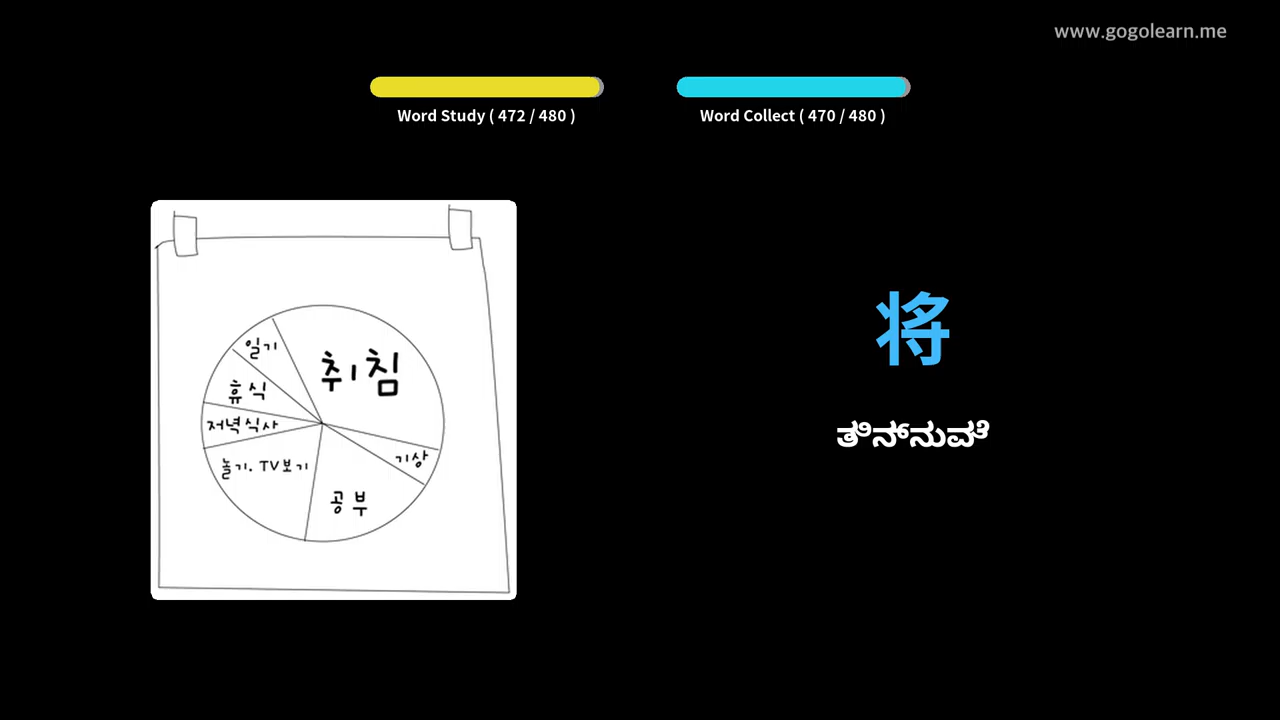 www.gogolearn.me
Word Study ( 472 / 480 )
Word Collect ( 470 / 480 )
일기
취침
휴식
저녁식사
놀기. TV보기
기상
공부
将
ತಿನ್ನುವೆ